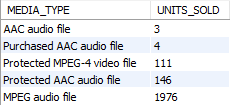 MEDIA_TYPE UNITS_SOLD
AAC audio file 3
Purchased AAC audio file 4
Protected MPEG-4 video file 111
Protected AAC audio file 146
MPEG audio file 1976